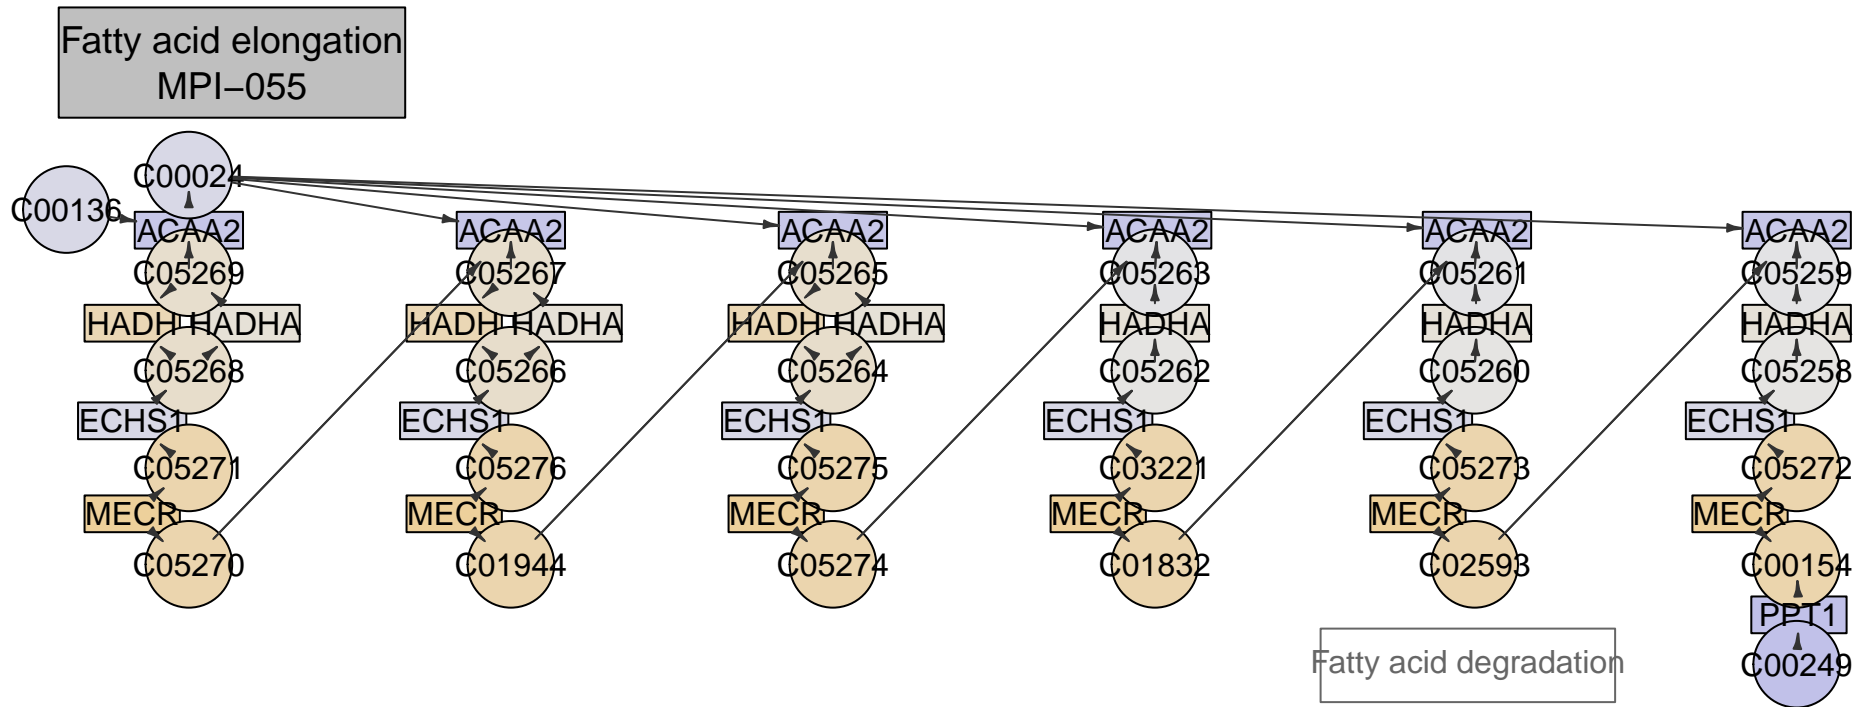 Fatty acid elongation
MPI−055
C00024
C00136
ACAA2 ACAA2 ACAA2 ACAA2 ACAA2 ACAA2
C05269 C05267 C05265 C05263 C05261 C05259
HADH HADHA HADH HADHA HADH HADHA HADHA HADHA HADHA
C05268 C05266 C05264 C05262 C05260 C05258
ECHS1 ECHS1 ECHS1 ECHS1 ECHS1 ECHS1
C05271 C05276 C05275 C03221 C05273 C05272
MECR MECR MECR MECR MECR MECR
C05270 C01944 C05274 C01832 C02593 C00154
PPT1
Fatty acid degradation C00249